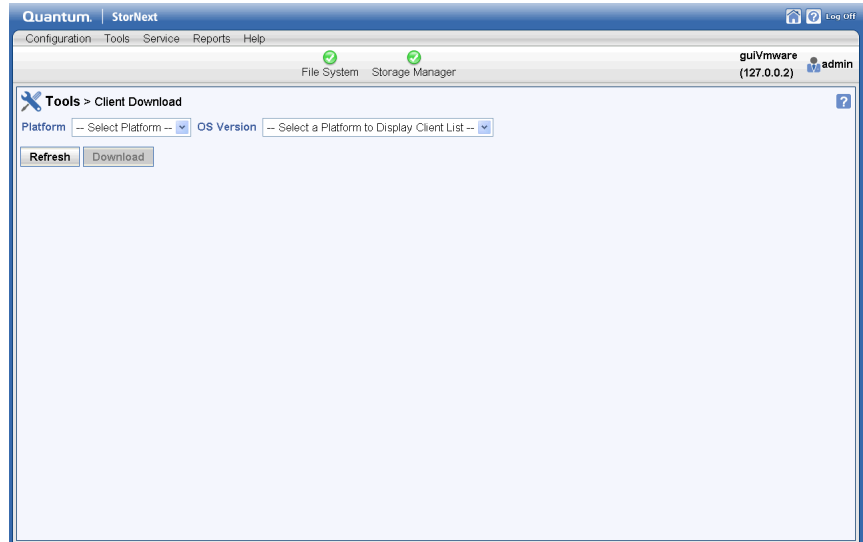 Quantum. StorNext Log Off
Configuration Tools Service Reports Help
File System Storage Manager
guiVmware
(127.0.0.2)
admin
Tools > Client Download
Platform -- Select Platform -- OS Version -- Select a Platform to Display Client List --
Refresh Download